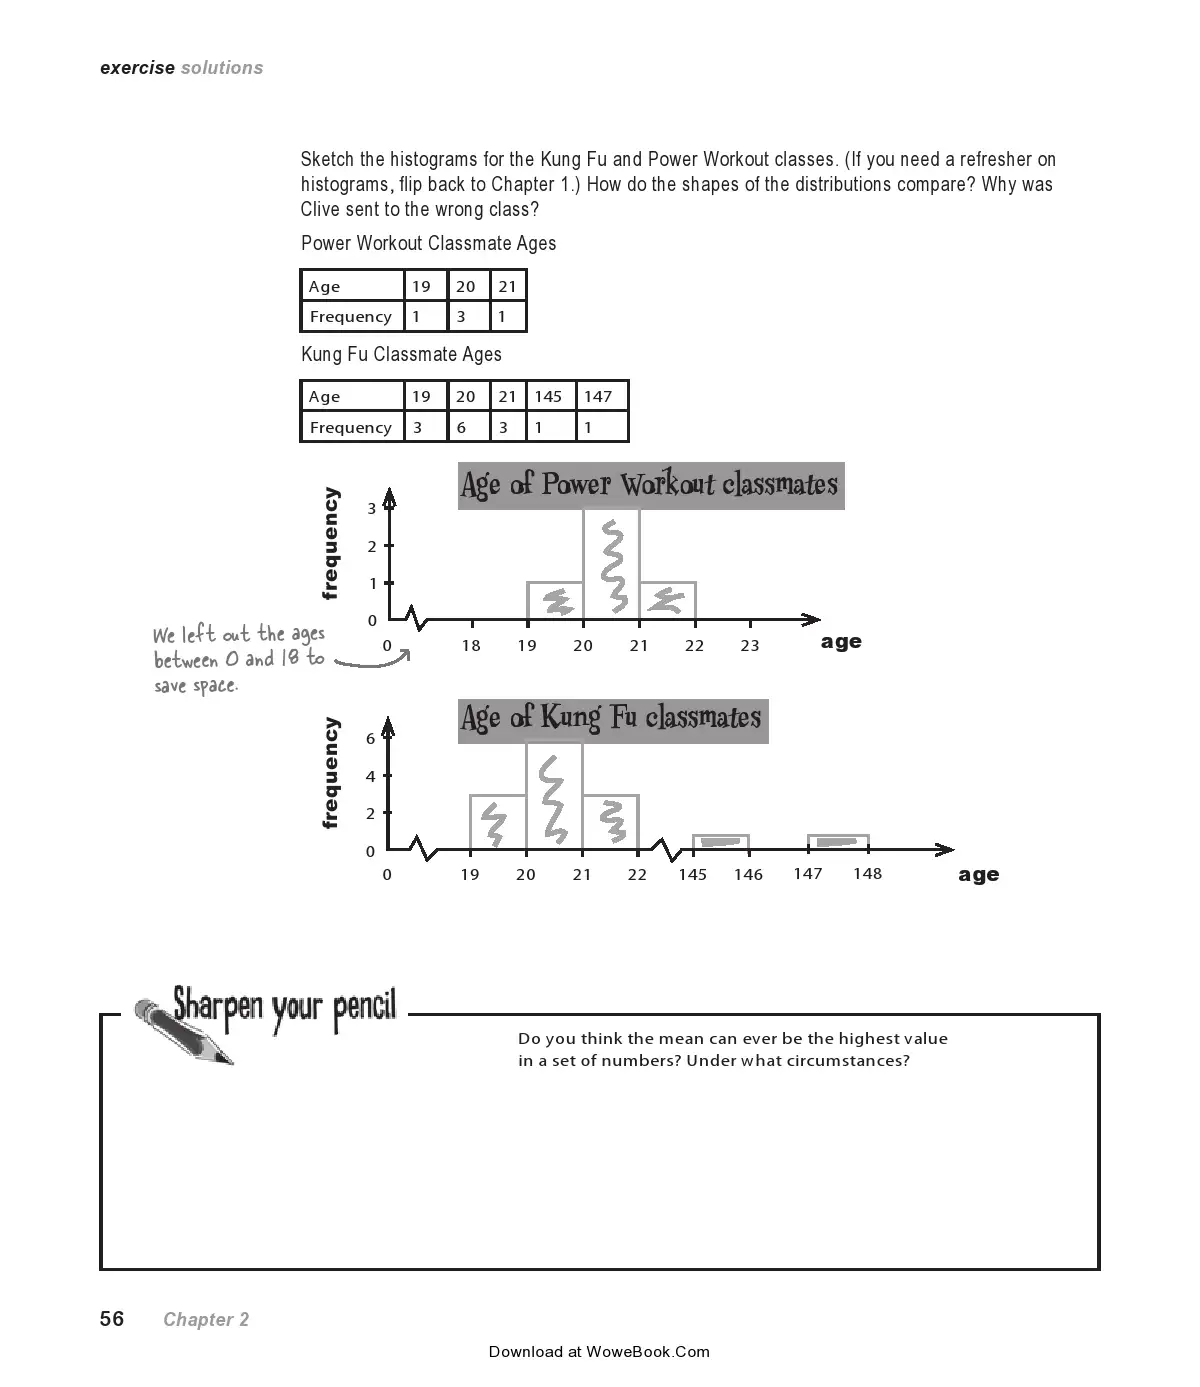 exercise solutions
Sketch the histograms for the Kung Fu and Power Workout classes. (If you need a refresher on
histograms, flip back to Chapter 1.) How do the shapes of the distributions compare? Why was
Clive sent to the wrong class?
Power Workout Classmate Ages
Age 19 20 21
Frequency 1 3 1
Kung Fu Classmate Ages
Age 19 20 21 145 147
Frequency 3 6 3 1 1
Age of Power Workout classmates
frequency
3
2
1
0
0 18 19 20 21 22 23 age
We left out the ages
between 0 and 18 to
save space.
Age of Kung Fu classmates
frequency
6
4
2
0
0 19 20 21 22 145 146 147 148 age
Sharpen your pencil
Do you think the mean can ever be the highest value
in a set of numbers? Under what circumstances?
56 Chapter 2
Download at WoweBook.Com